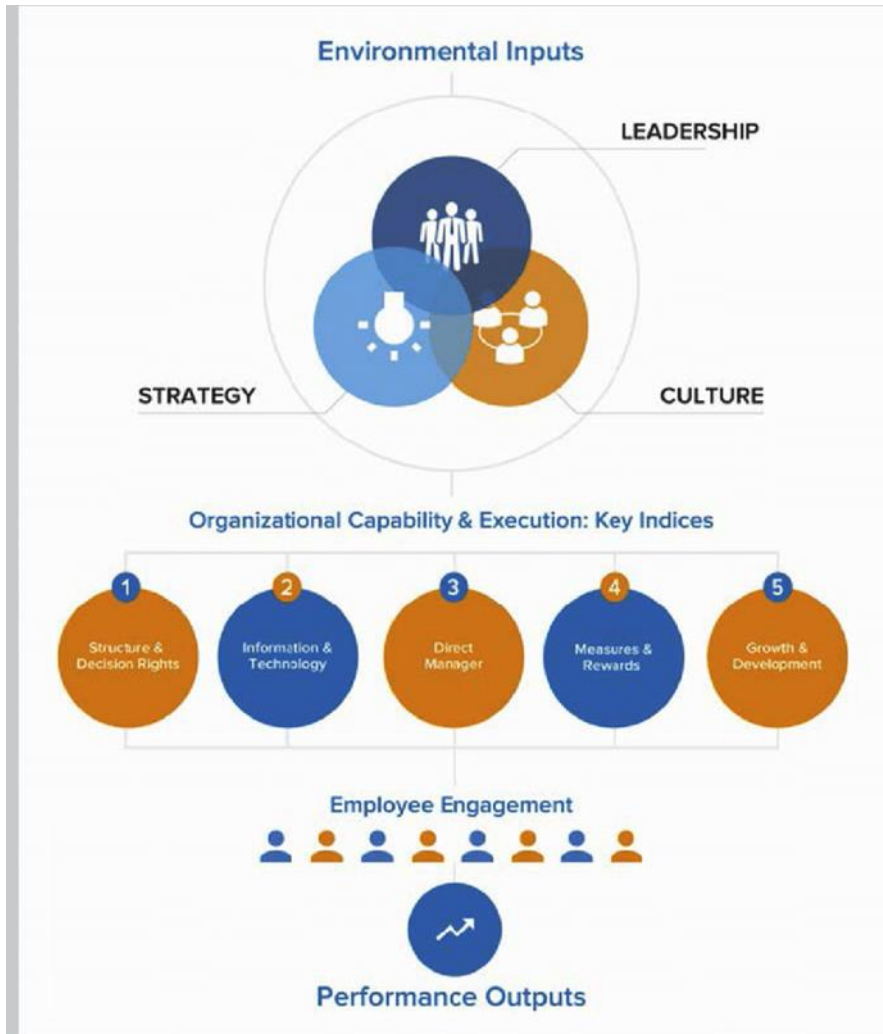 Environmental Inputs
LEADERSHIP
STRATEGY
CULTURE
Organizational Capability & Execution: Key Indices
1
2
3
4
5
Structure &
Decision Rights
Information &
Technology
Direct
Manager
Measures &
Rewards
Growth &
Development
Employee Engagement
Performance Outputs